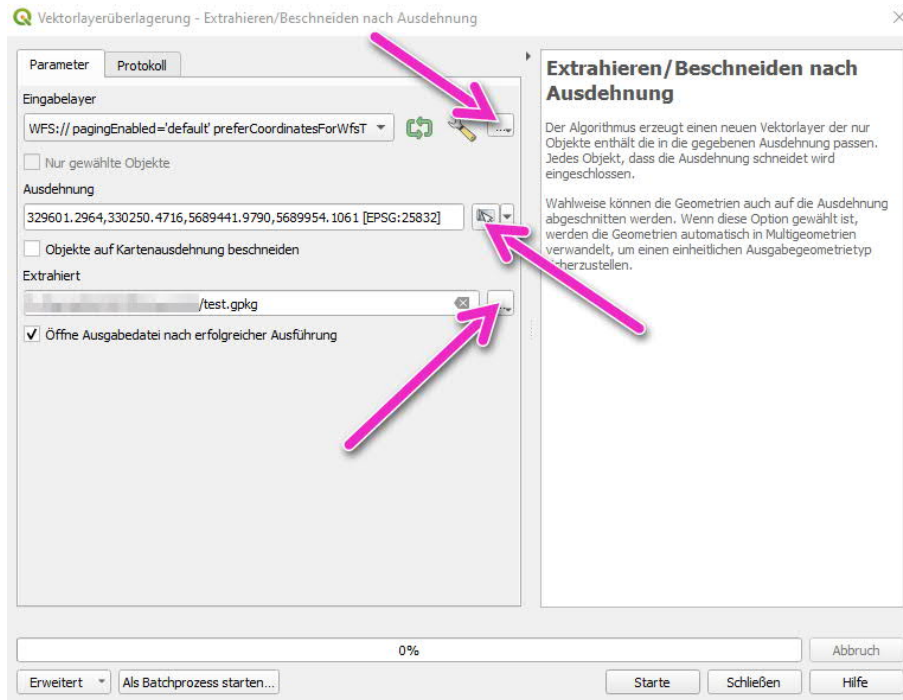 Vektorlayerüberlagerung - Extrahieren/Beschneiden nach Ausdehnung
Parameter
Protokoll
Eingabelayer
WFS:// pagingEnabled='default' preferCoordinatesForWfsT
...
Nur gewählte Objekte
Ausdehnung
329601.2964,330250.4716,5689441.9790,5689954.1061 [EPSG:25832]
Objekte auf Kartenausdehnung beschneiden
Extrahiert
/test.gpkg
Öffne Ausgabedatei nach erfolgreicher Ausführung
Extrahieren/Beschneiden nach
Ausdehnung
Der Algorithmus erzeugt einen neuen Vektorlayer der nur
Objekte enthält die in die gegebenen Ausdehnung passen.
Jedes Objekt, dass die Ausdehnung schneidet wird
eingeschlossen.
Wahlweise können die Geometrien auch auf die Ausdehnung
abgeschnitten werden. Wenn diese Option gewählt ist,
werden die Geometrien automatisch in Multigeometrien
verwandelt, um einen einheitlichen Ausgabegeometrietyp
sicherzustellen.
0%
Abbruch
Erweitert
Als Batchprozess starten...
Starte
Schließen
Hilfe